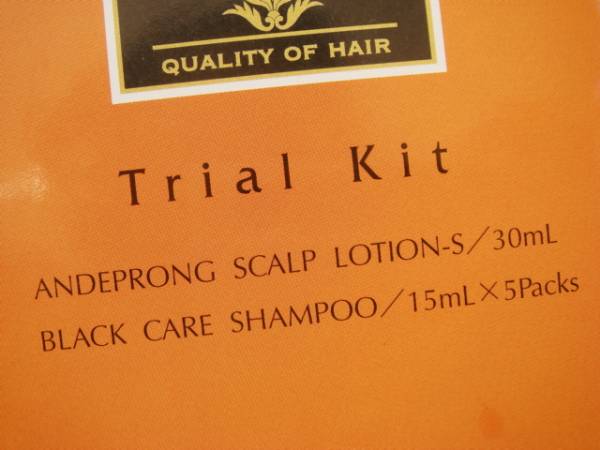 QUALITY OF HAIR
Trial Kit
ANDEPRONG SCALP LOTION-S/30mL
BLACK CARE SHAMPOO/15mL×5Packs